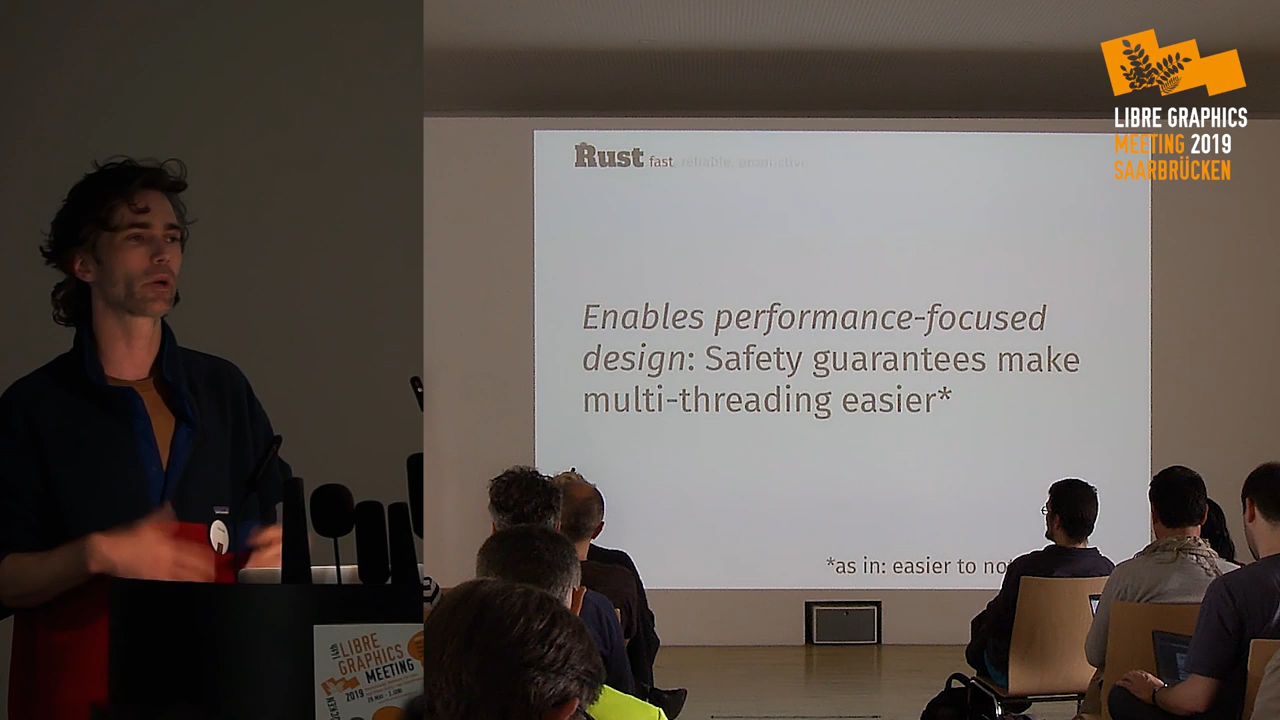 LIBRE GRAPHICS
MEETING 2019
SAARBRÜCKEN
Rust fast, reliable, productive
Enables performance-focused
design: Safety guarantees make
multi-threading easier*
*as in: easier to
LIBRE
GRAPHICS
MEETING
2019